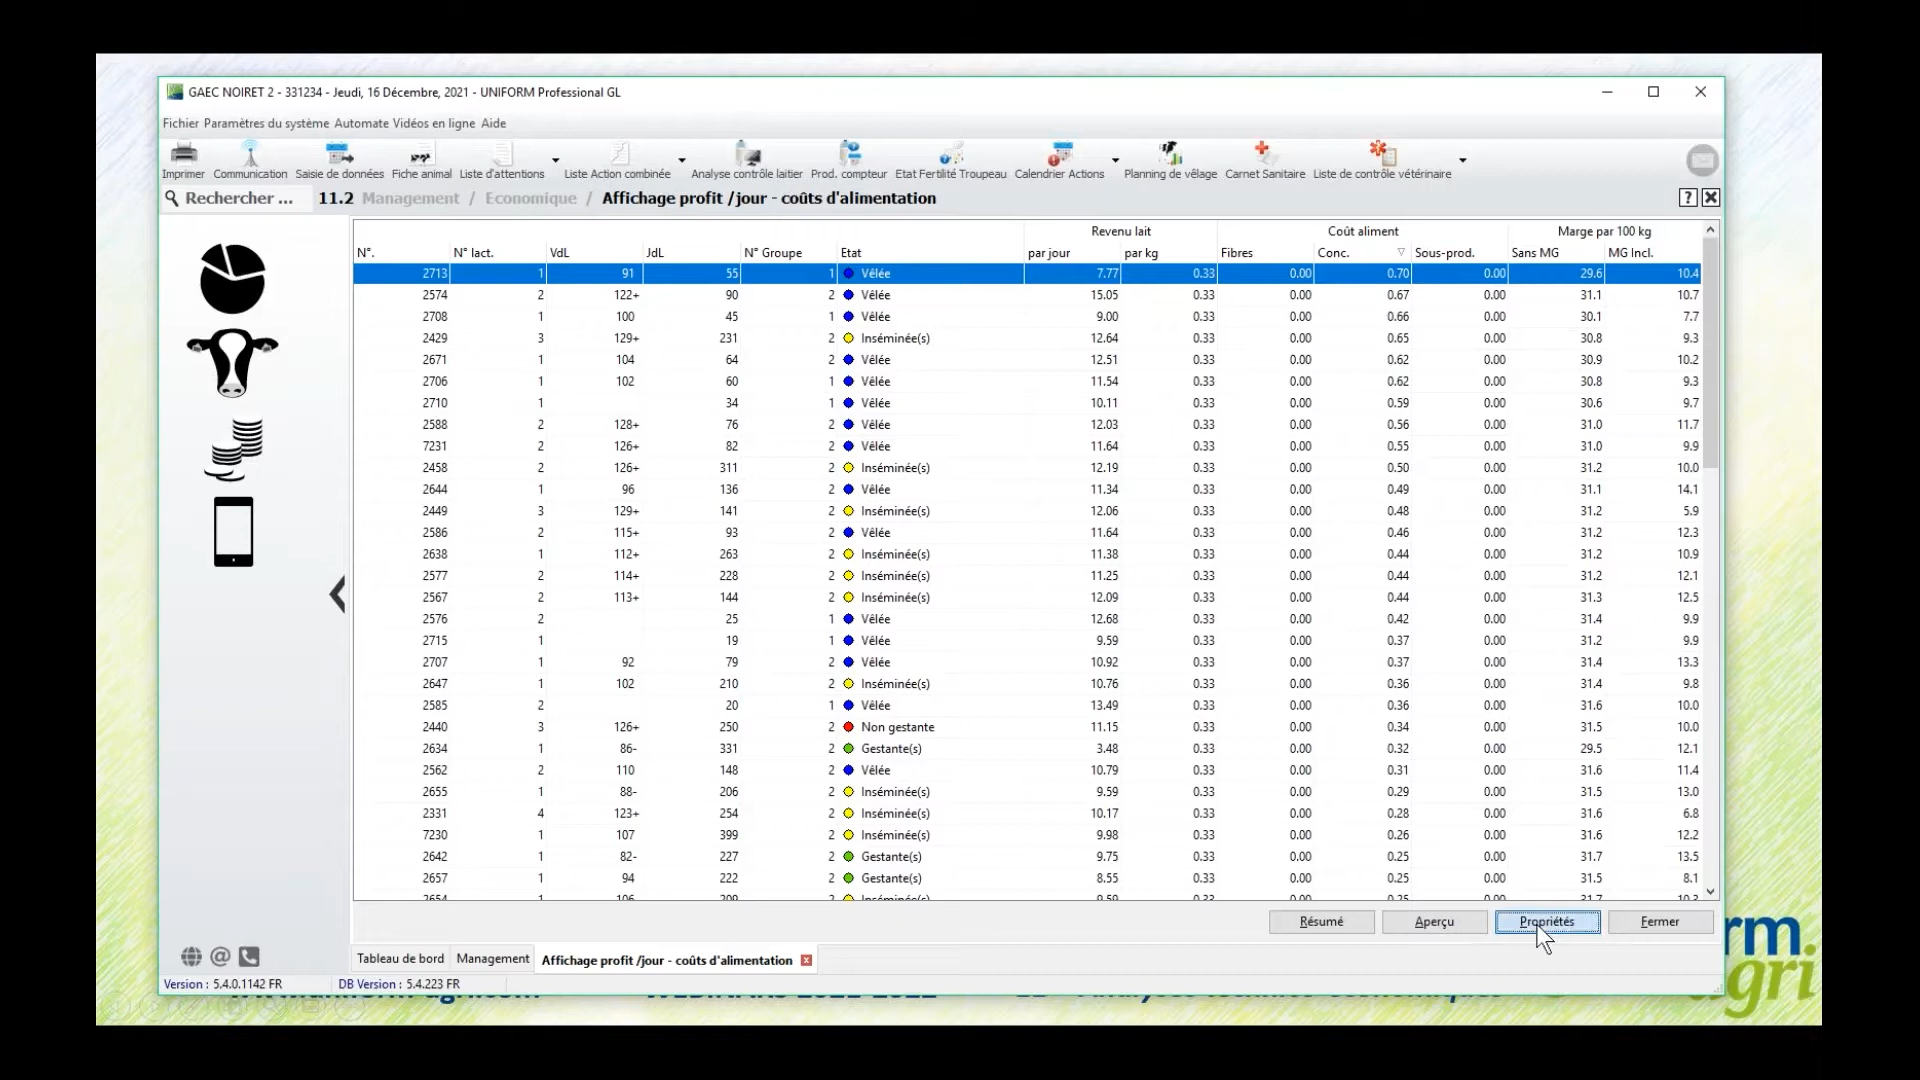 GAEC NOIRET 2 - 331234 - Jeudi, 16 Décembre, 2021 - UNIFORM Professional GL
Fichier Paramètres du système Automate Vidéos en ligne Aide
Imprimer Communication Saisie de données Fiche animal Liste d'attentions Liste Action combinée Analyse contrôle laitier Prod. compteur Etat Fertilité Troupeau Calendrier Actions Planning de vêlage Carnet Sanitaire Liste de contrôle vétérinaire
Rechercher ... 11.2 Management / Economique / Affichage profit /jour - coûts d'alimentation
Revenu lait Coût aliment Marge par 100 kg
N°. N° lact. VdL JdL N° Groupe Etat par jour par kg Fibres Conc. Sous-prod. Sans MG MG Incl.
2713 1 91 55 1 Vêlée 7.77 0.33 0.00 0.70 0.00 29.6 10.4
2574 2 122+ 90 2 Vêlée 15.05 0.33 0.00 0.67 0.00 31.1 10.7
2708 1 100 45 1 Vêlée 9.00 0.33 0.00 0.66 0.00 30.1 7.7
2429 3 129+ 231 2 Inséminée(s) 12.64 0.33 0.00 0.65 0.00 30.8 9.3
2671 1 104 64 2 Vêlée 12.51 0.33 0.00 0.62 0.00 30.9 10.2
2706 1 102 60 1 Vêlée 11.54 0.33 0.00 0.62 0.00 30.8 9.3
2710 1 34 1 Vêlée 10.11 0.33 0.00 0.59 0.00 30.6 9.7
2588 2 128+ 76 2 Vêlée 12.03 0.33 0.00 0.56 0.00 31.0 11.7
7231 2 126+ 82 2 Vêlée 11.64 0.33 0.00 0.55 0.00 31.0 9.9
2458 2 126+ 311 2 Inséminée(s) 12.19 0.33 0.00 0.50 0.00 31.2 10.0
2644 1 96 136 2 Vêlée 11.34 0.33 0.00 0.49 0.00 31.1 14.1
2449 3 129+ 141 2 Inséminée(s) 12.06 0.33 0.00 0.48 0.00 31.2 5.9
2586 2 115+ 93 2 Vêlée 11.64 0.33 0.00 0.46 0.00 31.2 12.3
2638 1 112+ 263 2 Inséminée(s) 11.38 0.33 0.00 0.44 0.00 31.2 10.9
2577 2 114+ 228 2 Inséminée(s) 11.25 0.33 0.00 0.44 0.00 31.2 12.1
2567 2 113+ 144 2 Inséminée(s) 12.09 0.33 0.00 0.44 0.00 31.3 12.5
2576 2 25 1 Vêlée 12.68 0.33 0.00 0.42 0.00 31.4 9.9
2715 1 19 1 Vêlée 9.59 0.33 0.00 0.37 0.00 31.2 9.9
2707 1 92 79 2 Vêlée 10.92 0.33 0.00 0.37 0.00 31.4 13.3
2647 1 102 210 2 Inséminée(s) 10.76 0.33 0.00 0.36 0.00 31.4 9.8
2585 2 20 1 Vêlée 13.49 0.33 0.00 0.36 0.00 31.6 10.0
2440 3 126+ 250 2 Non gestante 11.15 0.33 0.00 0.34 0.00 31.5 10.0
2634 1 86- 331 2 Gestante(s) 3.48 0.33 0.00 0.32 0.00 29.5 12.1
2562 2 110 148 2 Vêlée 10.79 0.33 0.00 0.31 0.00 31.6 11.4
2655 1 88- 206 2 Inséminée(s) 9.59 0.33 0.00 0.29 0.00 31.5 13.0
2331 4 123+ 254 2 Inséminée(s) 10.17 0.33 0.00 0.28 0.00 31.6 6.8
7230 1 107 399 2 Inséminée(s) 9.98 0.33 0.00 0.26 0.00 31.6 12.2
2642 1 82- 227 2 Gestante(s) 9.75 0.33 0.00 0.25 0.00 31.7 13.5
2657 1 94 222 2 Gestante(s) 8.55 0.33 0.00 0.25 0.00 31.5 8.1
2654 1 106 209 2 Inséminée(s) 9.59 0.33 0.00 0.25 0.00 31.7 10.3
Résumé Aperçu Propriétés Fermer
Tableau de bord Management Affichage profit /jour - coûts d'alimentation
Version : 5.4.0.1142 FR DB Version : 5.4.223 FR
rm.
agri